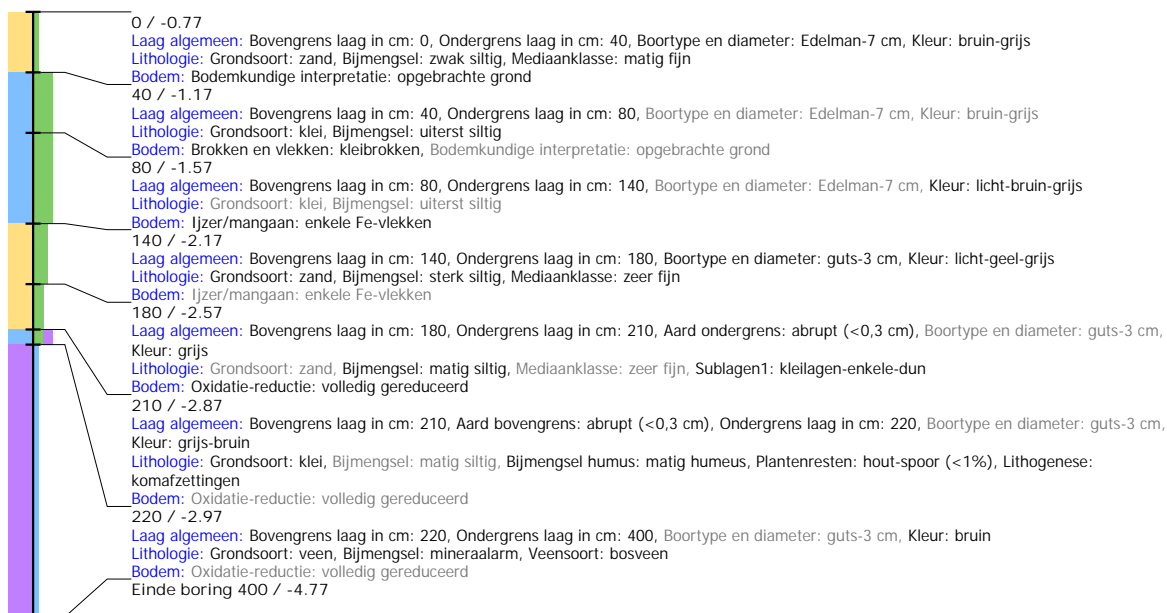 0 / -0.77
Laag algemeen: Bovengrens laag in cm: 0, Ondergrens laag in cm: 40, Boortype en diameter: Edelman-7 cm, Kleur: bruin-grijs
Lithologie: Grondsoort: zand, Bijmengsel: zwak siltig, Mediaanklasse: matig fijn
Bodem: Bodemkundige interpretatie: opgebrachte grond
40 / -1.17
Laag algemeen: Bovengrens laag in cm: 40, Ondergrens laag in cm: 80, Boortype en diameter: Edelman-7 cm, Kleur: bruin-grijs
Lithologie: Grondsoort: klei, Bijmengsel: uiterst siltig
Bodem: Brokken en vlekken: kleibrokken, Bodemkundige interpretatie: opgebrachte grond
80 / -1.57
Laag algemeen: Bovengrens laag in cm: 80, Ondergrens laag in cm: 140, Boortype en diameter: Edelman-7 cm, Kleur: licht-bruin-grijs
Lithologie: Grondsoort: klei, Bijmengsel: uiterst siltig
Bodem: Ijzer/mangaan: enkele Fe-vlekken
140 / -2.17
Laag algemeen: Bovengrens laag in cm: 140, Ondergrens laag in cm: 180, Boortype en diameter: guts-3 cm, Kleur: licht-geel-grijs
Lithologie: Grondsoort: zand, Bijmengsel: sterk siltig, Mediaanklasse: zeer fijn
Bodem: Ijzer/mangaan: enkele Fe-vlekken
180 / -2.57
Laag algemeen: Bovengrens laag in cm: 180, Ondergrens laag in cm: 210, Aard ondergrens: abrupt (<0,3 cm), Boortype en diameter: guts-3 cm,
Kleur: grijs
Lithologie: Grondsoort: zand, Bijmengsel: matig siltig, Mediaanklasse: zeer fijn, Sublagen1: kleilagen-enkele-dun
Bodem: Oxidatie-reductie: volledig gereduceerd
210 / -2.87
Laag algemeen: Bovengrens laag in cm: 210, Aard bovengrens: abrupt (<0,3 cm), Ondergrens laag in cm: 220, Boortype en diameter: guts-3 cm,
Kleur: grijs-bruin
Lithologie: Grondsoort: klei, Bijmengsel: matig siltig, Bijmengsel humus: matig humeus, Plantenresten: hout-spoor (<1%), Lithogenese:
komafzettingen
Bodem: Oxidatie-reductie: volledig gereduceerd
220 / -2.97
Laag algemeen: Bovengrens laag in cm: 220, Ondergrens laag in cm: 400, Boortype en diameter: guts-3 cm, Kleur: bruin
Lithologie: Grondsoort: veen, Bijmengsel: mineraalarm, Veensoort: bosveen
Bodem: Oxidatie-reductie: volledig gereduceerd
Einde boring 400 / -4.77